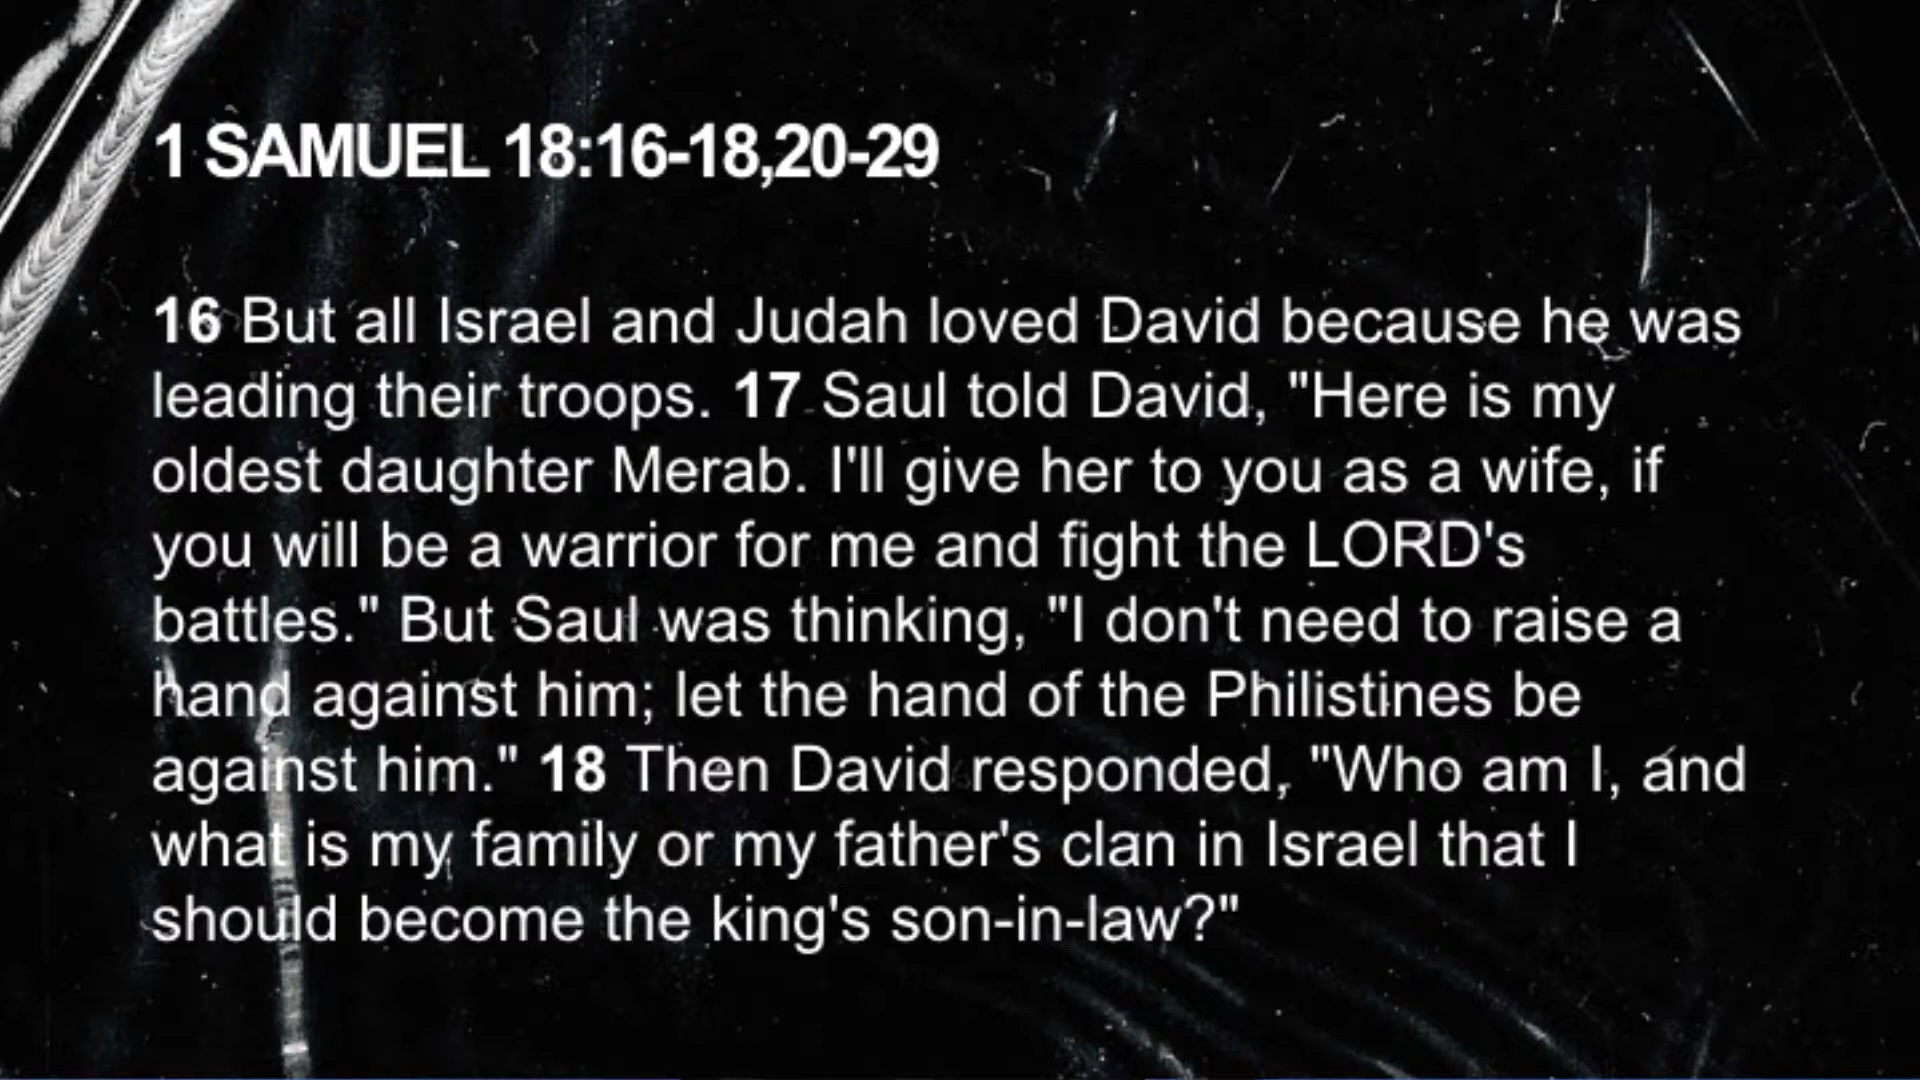 1 SAMUEL 18:16-18,20-29
16 But all Israel and Judah loved David because he was
leading their troops. 17 Saul told David, "Here is my
oldest daughter Merab. I'll give her to you as a wife, if
you will be a warrior for me and fight the LORD's
battles." But Saul was thinking, "I don't need to raise a
hand against him; let the hand of the Philistines be
against him." 18 Then David responded, "Who am I, and
what is my family or my father's clan in Israel that I
should become the king's son-in-law?"